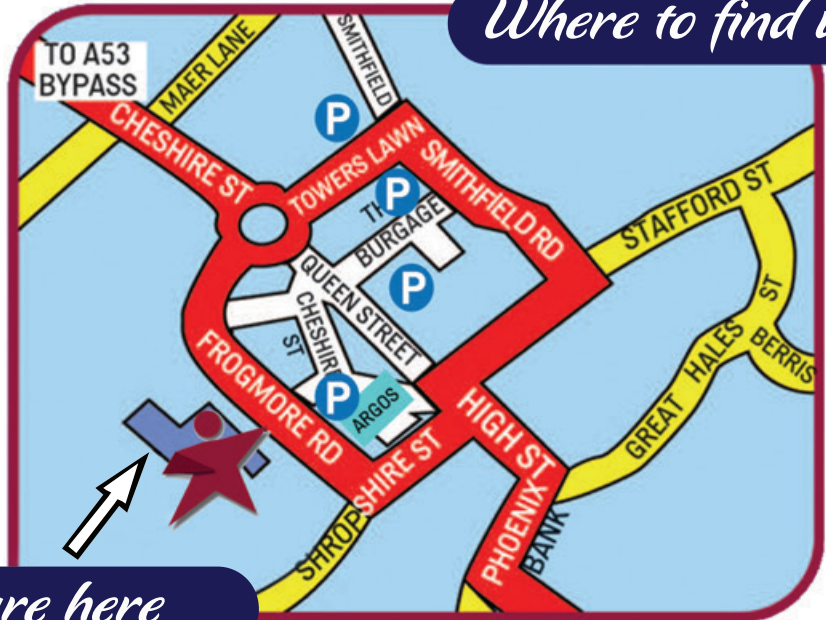 Where to find
TO A53
BYPASS
MAER LANE
SMITHFIELD
CHESHIRE ST
P
TOWERS LAWN
SMITHFIELD RD
P
BURGAGE
STAFFORD ST
QUEEN STREET
P
CHESHIRE
ST
GREAT HALES ST
BERRIS
FROGMORE RD
P
ARGOS
HIGH ST
SHROPSHIRE ST
PHOENIX
BANK
here